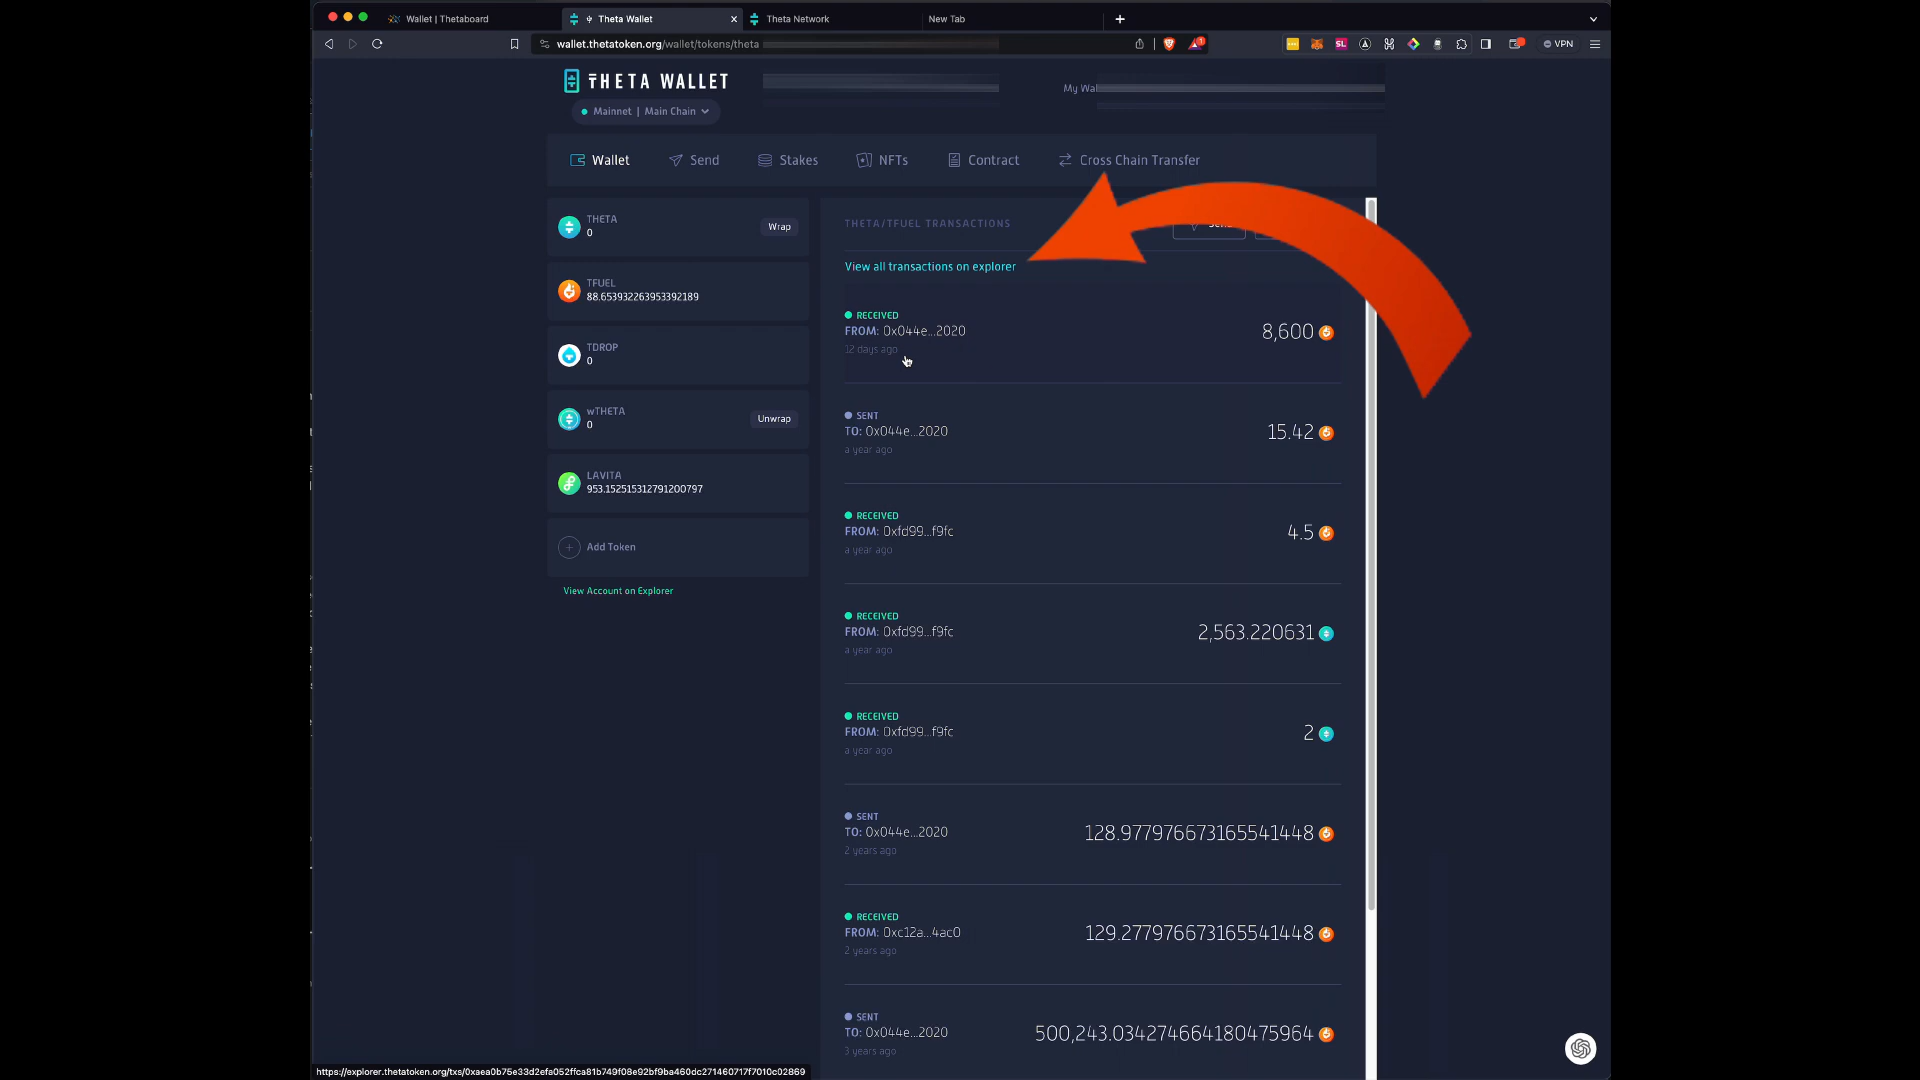 Wallet | Thetaboard
Theta Wallet
Theta Network
New Tab
wallet.thetatoken.org/wallet/tokens/theta
1
SL
VPN
THETA WALLET
My Wal
Mainnet | Main Chain
Wallet
Send
Stakes
NFTs
Contract
Cross Chain Transfer
THETA
0
Wrap
TFUEL
88.653932263953392189
TDROP
0
wTHETA
0
Unwrap
LAVITA
953.152515312791200797
Add Token
View Account on Explorer
THETA/TFUEL TRANSACTIONS
Send
View all transactions on explorer
RECEIVED
FROM: 0x044e...2020
12 days ago
8,600
SENT
TO: 0x044e...2020
a year ago
15.42
RECEIVED
FROM: 0xfd99...f9fc
a year ago
4.5
RECEIVED
FROM: 0xfd99...f9fc
a year ago
2,563.220631
RECEIVED
FROM: 0xfd99...f9fc
a year ago
2
SENT
TO: 0x044e...2020
2 years ago
128.977976673165541448
RECEIVED
FROM: 0xc12a...4ac0
2 years ago
129.277976673165541448
SENT
TO: 0x044e...2020
3 years ago
500,243.034274664180475964
https://explorer.thetatoken.org/txs/0xaea0b75e33d2efa052ffca81b749f08e92bf9ba460dc271460717f7010c02869